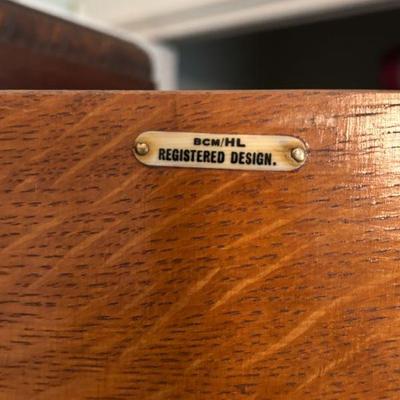 BCM/HL
REGISTERED DESIGN.